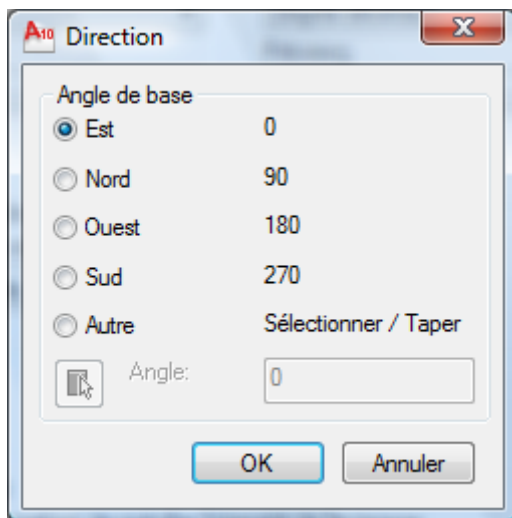 A10 Direction
Angle de base
Est 0
Nord 90
Ouest 180
Sud 270
Autre Sélectionner / Taper
Angle: 0
OK Annuler